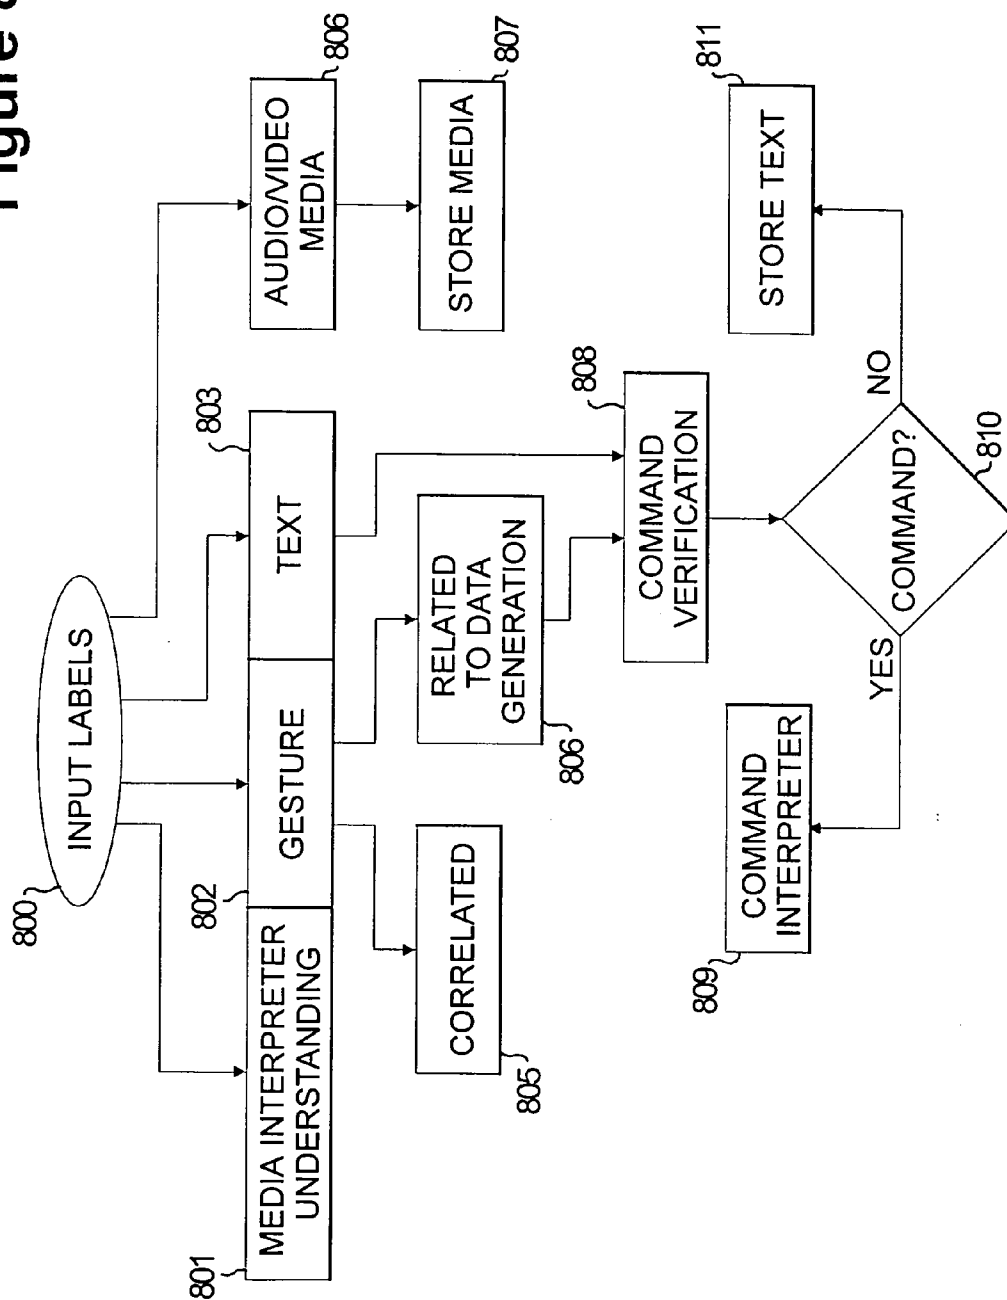 Figure
800
INPUT LABELS
801
MEDIA INTERPRETER
UNDERSTANDING
802
GESTURE
803
TEXT
806
AUDIO/VIDEO
MEDIA
805
CORRELATED
806
RELATED
TO DATA
GENERATION
807
STORE MEDIA
808
COMMAND
VERIFICATION
809
COMMAND
INTERPRETER
YES
COMMAND?
810
NO
811
STORE TEXT